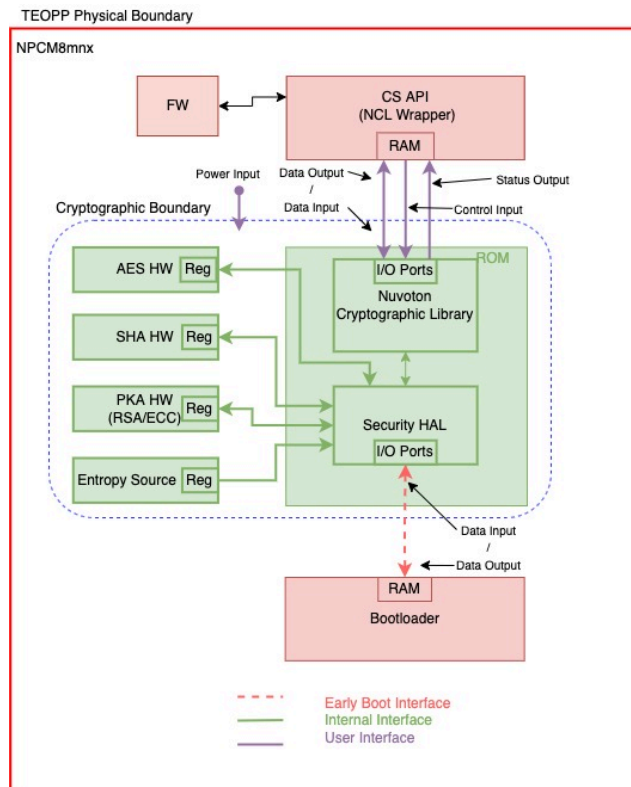 TEOPP Physical Boundary
NPCM8mnx
FW
CS API
(NCL Wrapper)
RAM
Power Input
Data Output
/
Data Input
Status Output
Control Input
Cryptographic Boundary
ROM
AES HW
Reg
I/O Ports
Nuvoton
Cryptographic Library
SHA HW
Reg
PKA HW
(RSA/ECC)
Reg
Security HAL
I/O Ports
Entropy Source
Reg
Data Input
/
Data Output
RAM
Bootloader
Early Boot Interface
Internal Interface
User Interface